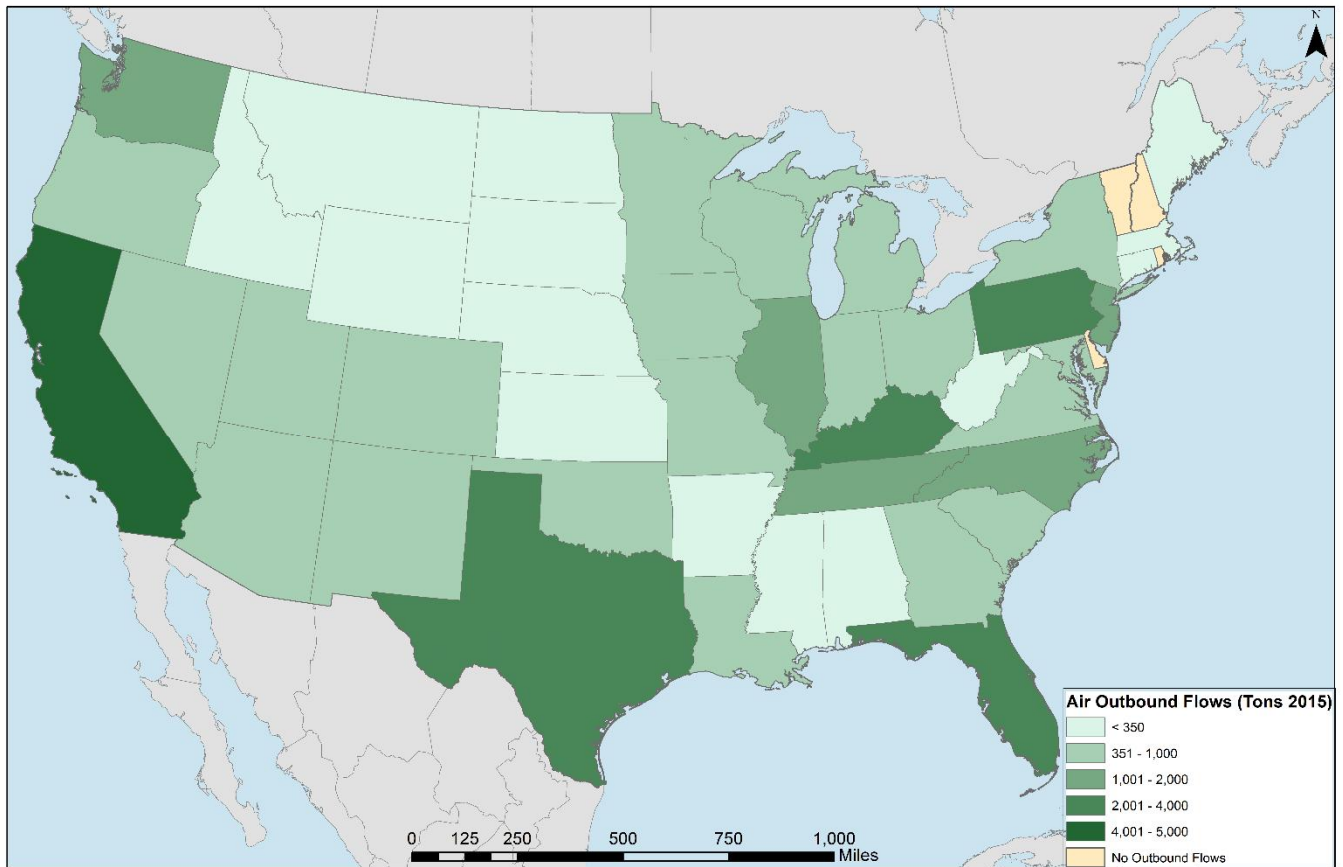 N
Air Outbound Flows (Tons 2015)
< 350
351 - 1,000
1,001 - 2,000
2,001 - 4,000
4,001 - 5,000
No Outbound Flows
0 125 250 500 750 1,000
Miles